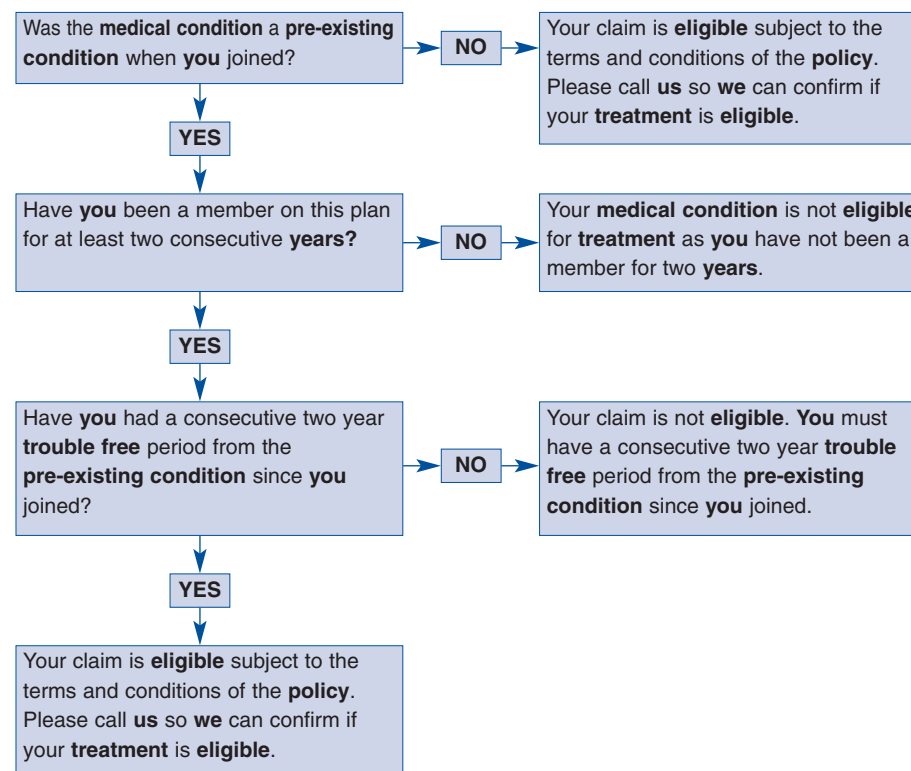 Was the medical condition a pre-existing
condition when you joined?
NO
Your claim is eligible subject to the
terms and conditions of the policy.
Please call us so we can confirm if
your treatment is eligible.
YES
Have you been a member on this plan
for at least two consecutive years?
NO
Your medical condition is not eligible
for treatment as you have not been a
member for two years.
YES
Have you had a consecutive two year
trouble free period from the
pre-existing condition since you
joined?
NO
Your claim is not eligible. You must
have a consecutive two year trouble
free period from the pre-existing
condition since you joined.
YES
Your claim is eligible subject to the
terms and conditions of the policy.
Please call us so we can confirm if
your treatment is eligible.